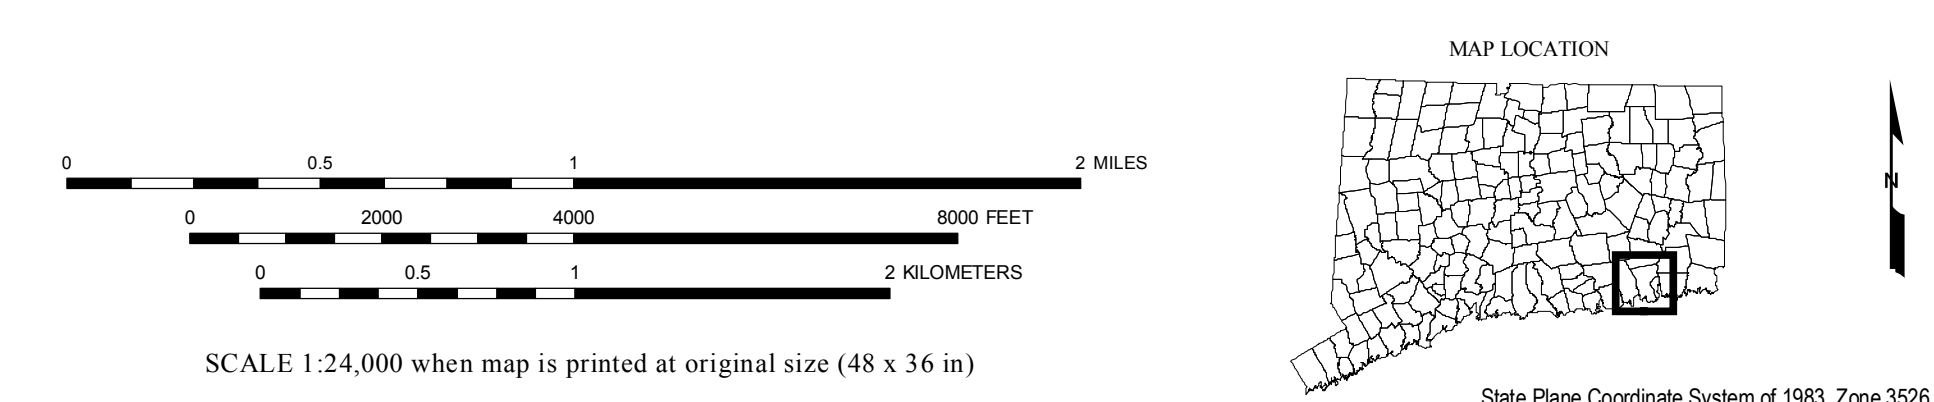 MAP LOCATION
0 0.5 1 2 MILES
0 2000 4000 8000 FEET
0 0.5 1 2 KILOMETERS
N
SCALE 1:24,000 when map is printed at original size (48 x 36 in)
State Plane Coordinate System of 1983, Zone 3526